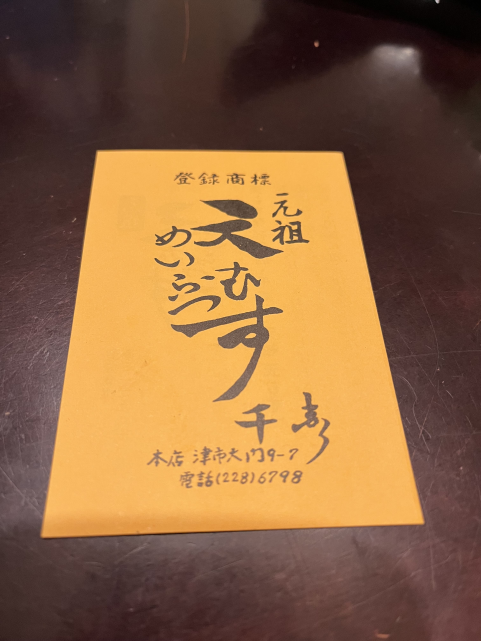 登録商標
元祖
天むす
めいぶつ
千寿
本店 津市大門9-7
電話(228)6798